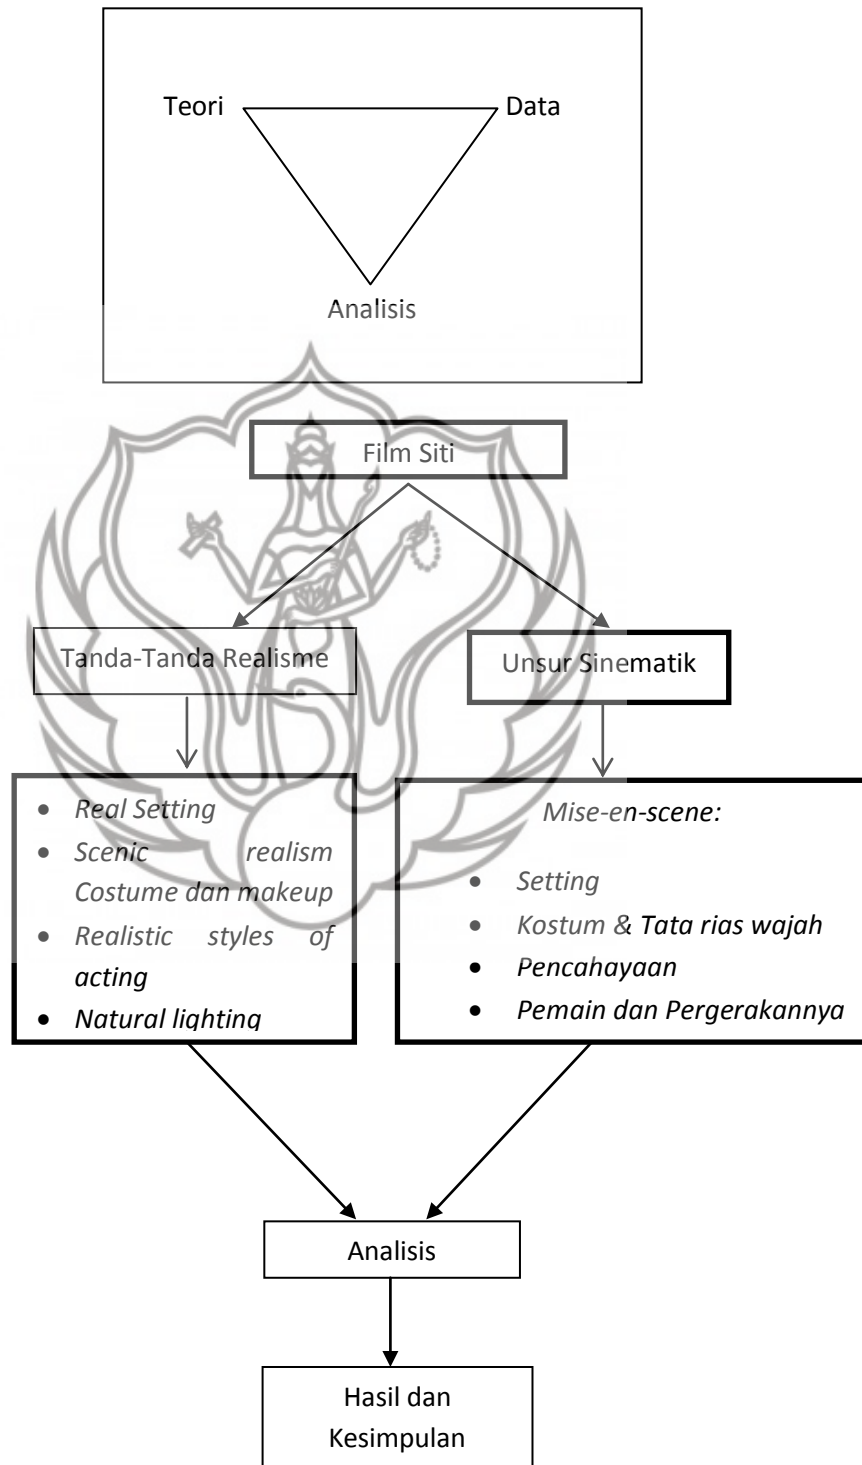 Teori Data
Analisis
Film Siti
Tanda-Tanda Realisme
Unsur Sinematik
• Real Setting
• Scenic realism
Costume dan makeup
• Realistic styles of
acting
• Natural lighting
Mise-en-scene:
• Setting
• Kostum & Tata rias wajah
• Pencahayaan
• Pemain dan Pergerakannya
Analisis
Hasil dan
Kesimpulan